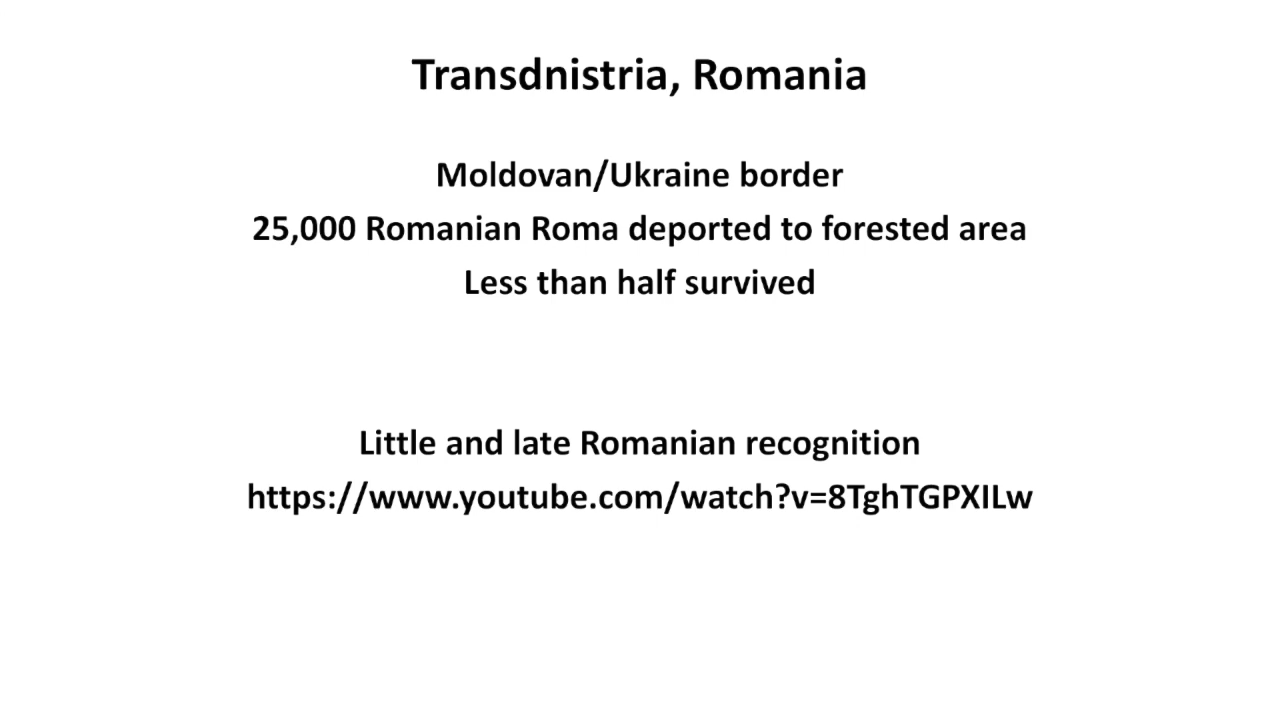 Transdnistria, Romania
Moldovan/Ukraine border
25,000 Romanian Roma deported to forested area
Less than half survived
Little and late Romanian recognition
https://www.youtube.com/watch?v=8TghTGPXILw